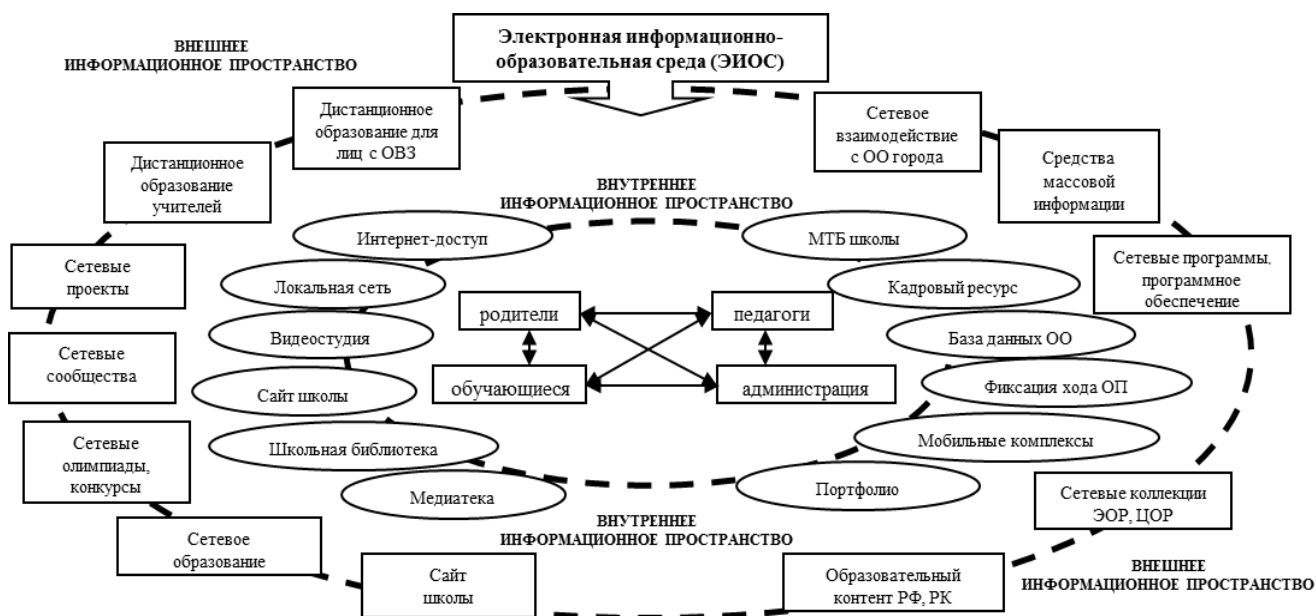 Электронная информационно-
образовательная среда (ЭИОС)
ВНЕШНЕЕ
ИНФОРМАЦИОННОЕ ПРОСТРАНСТВО
Дистанционное
образование для
лиц с ОВЗ
Сетевое
взаимодействие
с ОО города
Дистанционное
образование
учителей
Средства
массовой
информации
ВНУТРЕННЕЕ
ИНФОРМАЦИОННОЕ ПРОСТРАНСТВО
Интернет-доступ
МТБ школы
Сетевые
проекты
Сетевые программы,
программное
обеспечение
Локальная сеть
Кадровый ресурс
родители
педагоги
Видеостудия
База данных ОО
Сетевые
сообщества
обучающиеся
администрация
Сайт школы
Фиксация хода ОП
Сетевые
олимпиады,
конкурсы
Школьная библиотека
Мобильные комплексы
Медиатека
Портфолио
Сетевые коллекции
ЭОР, ЦОР
ВНУТРЕННЕЕ
ИНФОРМАЦИОННОЕ ПРОСТРАНСТВО
Сетевое
образование
Сайт
школы
Образовательный
контент РФ, РК
ВНЕШНЕЕ
ИНФОРМАЦИОННОЕ ПРОСТРАНСТВО